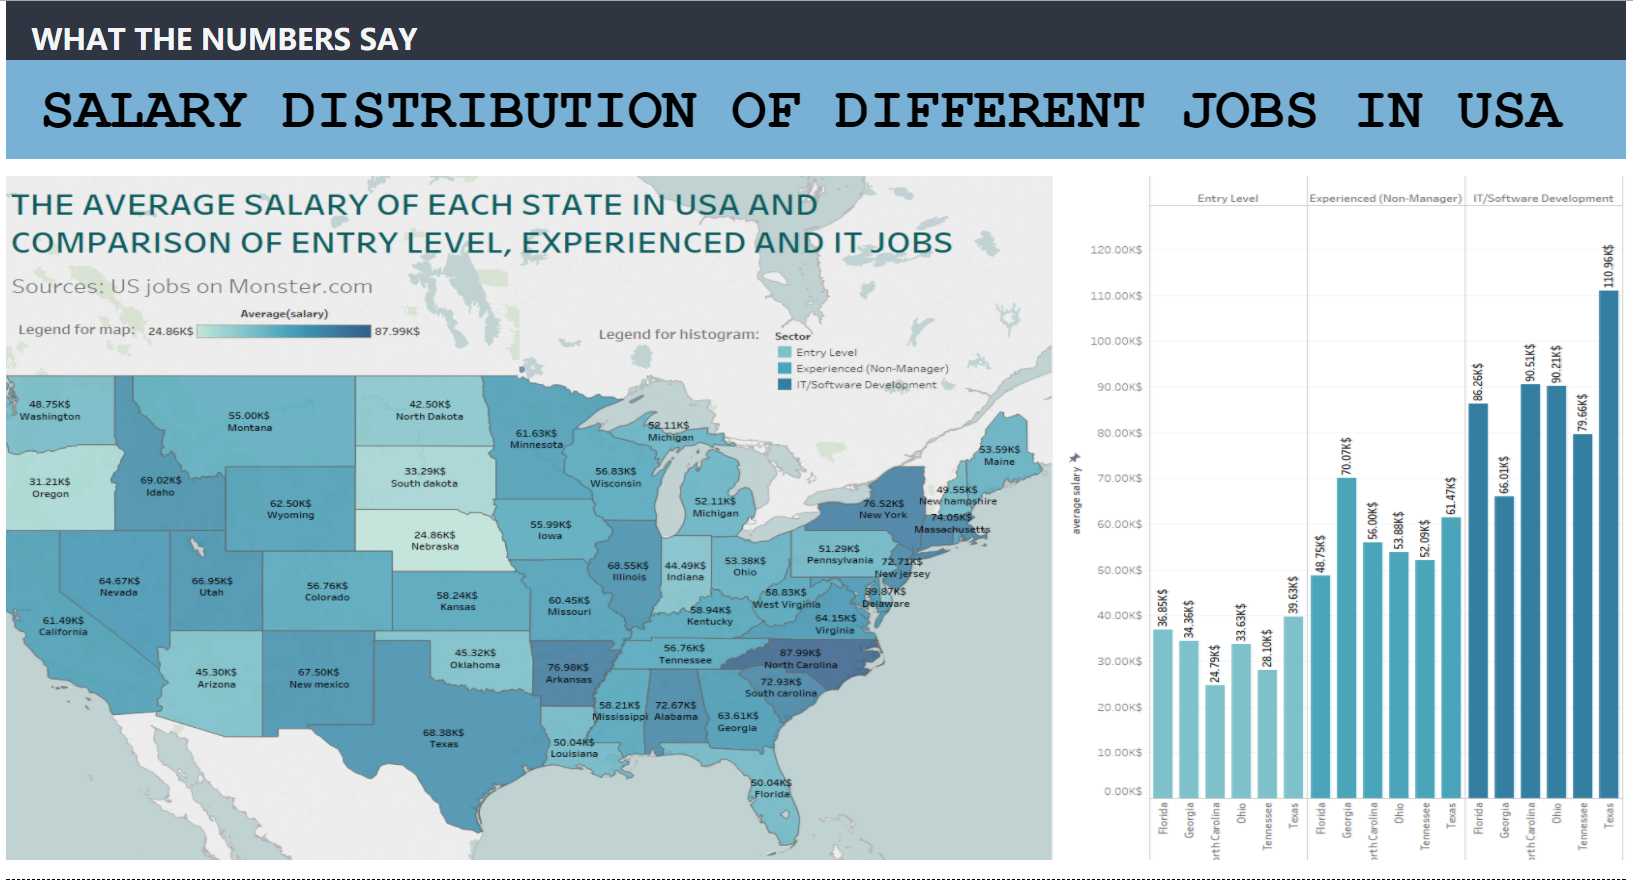 WHAT THE NUMBERS SAY
SALARY DISTRIBUTION OF DIFFERENT JOBS IN USA
THE AVERAGE SALARY OF EACH STATE IN USA AND
COMPARISON OF ENTRY LEVEL, EXPERIENCED AND IT JOBS
Sources: US jobs on Monster.com
Average(salary)
Legend for map: 24.86K$ 87.99K$
Legend for histogram: Sector
Entry Level
Experienced (Non-Manager)
IT/Software Development
48.75K$
Washington
55.00K$
Montana
42.50K$
North Dakota
61.63K$
Minnesota
52.11K$
Michigan
53.59K$
Maine
31.21K$
Oregon
69.02K$
Idaho
33.29K$
South dakota
56.83K$
Wisconsin
62.50K$
Wyoming
52.11K$
Michigan
49.55K$
New hampshire
76.52K$
New York
74.05K$
Massachusetts
24.86K$
Nebraska
55.99K$
Iowa
64.67K$
Nevada
66.95K$
Utah
56.76K$
Colorado
58.24K$
Kansas
60.45K$
Missouri
68.55K$
Illinois
44.49K$
Indiana
53.38K$
Ohio
51.29K$
Pennsylvania
72.71K$
New jersey
39.87K$
Delaware
58.83K$
West Virginia
58.94K$
Kentucky
64.15K$
Virginia
61.49K$
California
45.30K$
Arizona
67.50K$
New mexico
45.32K$
Oklahoma
76.98K$
Arkansas
56.76K$
Tennessee
87.99K$
North Carolina
72.93K$
South carolina
58.21K$
Mississippi
72.67K$
Alabama
63.61K$
Georgia
68.38K$
Texas
50.04K$
Louisiana
50.04K$
Florida
Entry Level Experienced (Non-Manager) IT/Software Development
120.00K$
110.00K$
100.00K$
90.00K$
80.00K$
70.00K$
60.00K$
50.00K$
40.00K$
30.00K$
20.00K$
10.00K$
0.00K$
average salary
36.85K$
34.36K$
24.79K$
33.63K$
28.10K$
39.63K$
48.75K$
70.07K$
56.00K$
53.88K$
52.09K$
61.47K$
86.26K$
66.01K$
90.51K$
90.21K$
79.66K$
110.96K$
Florida
Georgia
rth Carolina
Ohio
Tennessee
Texas
Florida
Georgia
rth Carolina
Ohio
Tennessee
Texas
Florida
Georgia
rth Carolina
Ohio
Tennessee
Texas